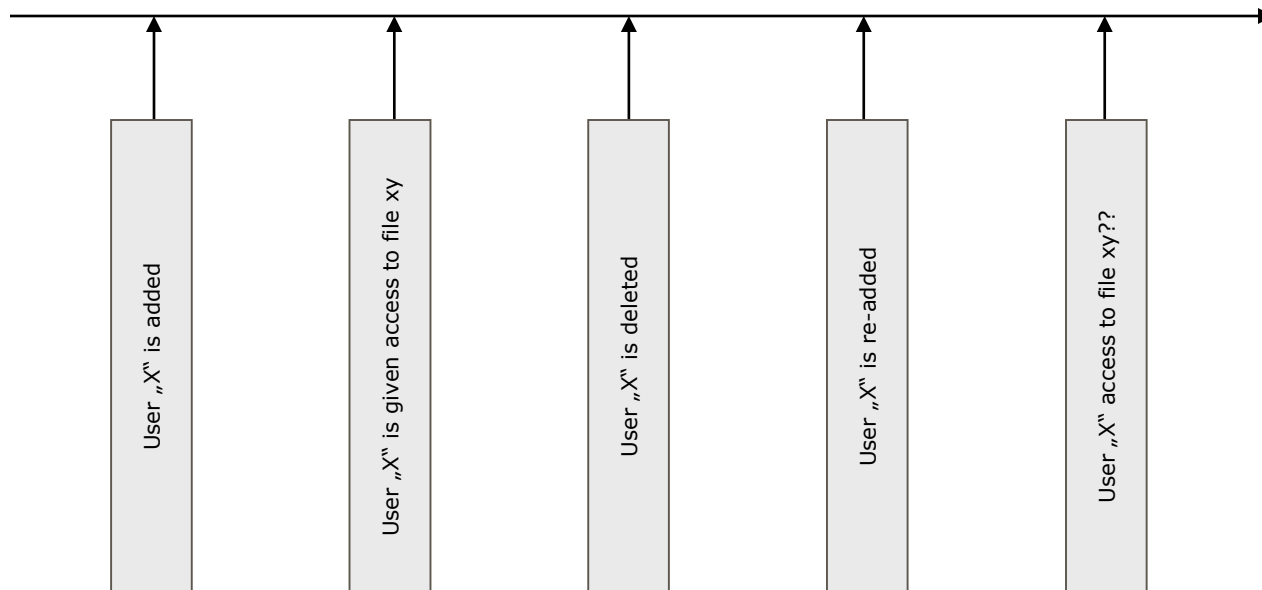 User „X‟ is added
User „X‟ is given access to file xy
User „X‟ is deleted
User „X‟ is re-added
User „X‟ access to file xy??